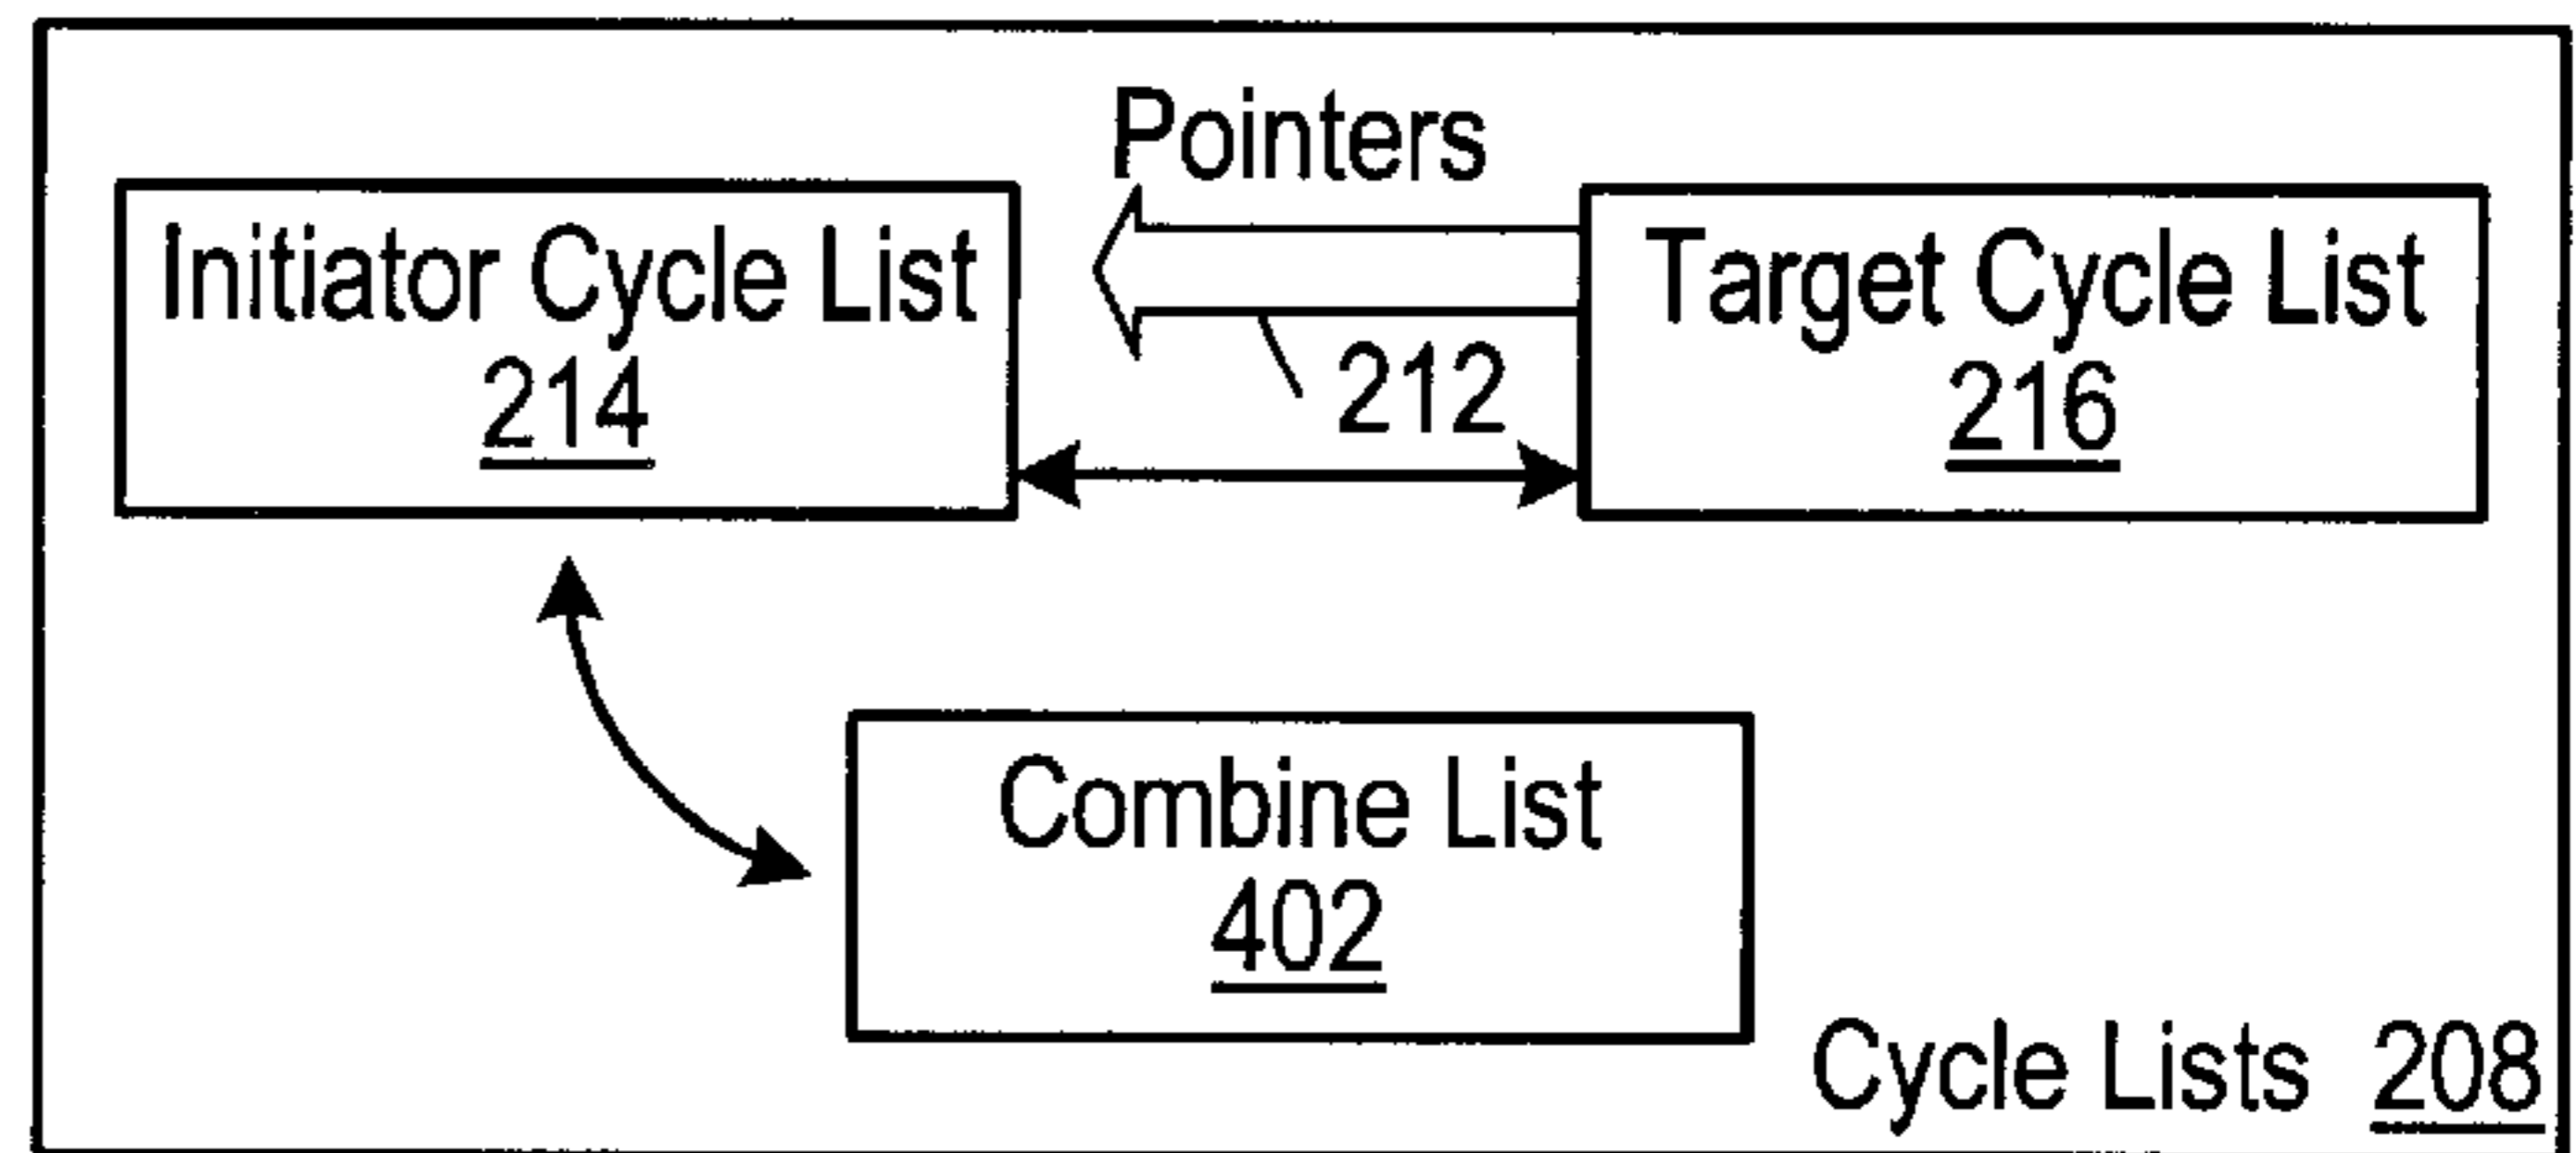 Pointers
Initiator Cycle List
214
212
Target Cycle List
216
Combine List
402
Cycle Lists 208